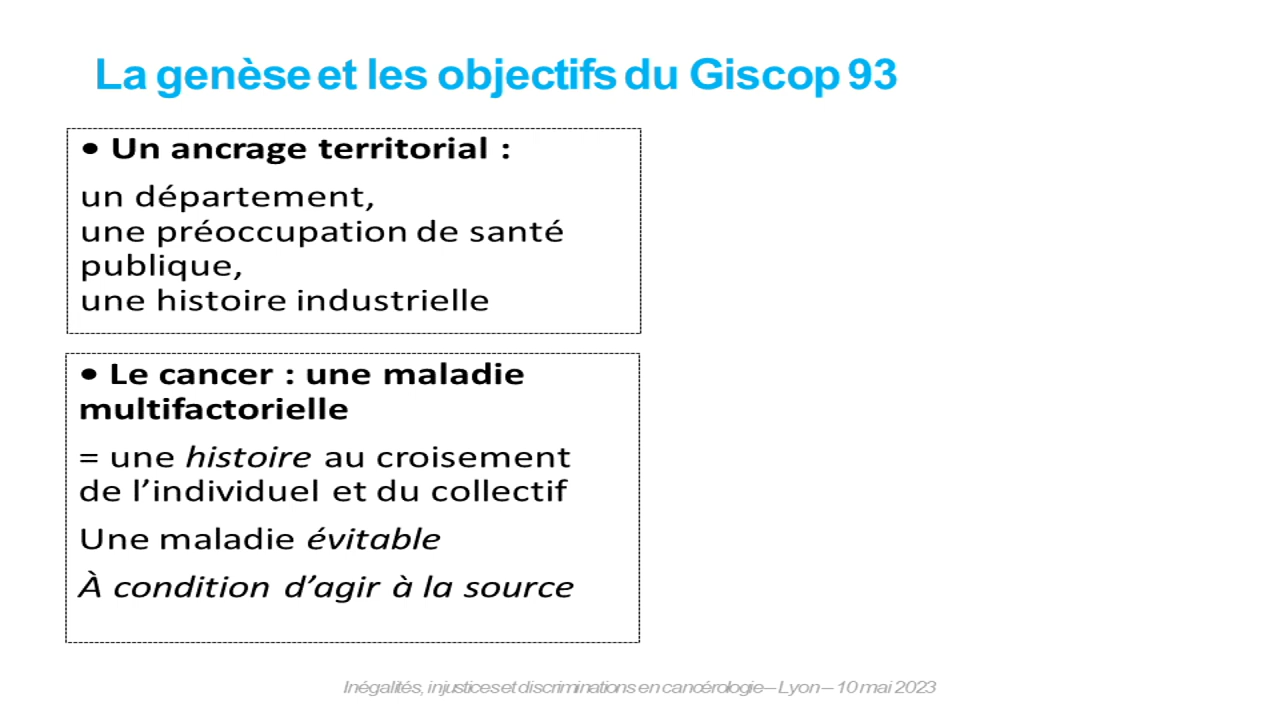 La genèse et les objectifs du Giscop 93
• Un ancrage territorial :
un département,
une préoccupation de santé
publique,
une histoire industrielle
• Le cancer : une maladie
multifactorielle
= une histoire au croisement
de l’individuel et du collectif
Une maladie évitable
À condition d’agir à la source
Inégalités, injustices et discriminations en cancérologie – Lyon – 10 mai 2023